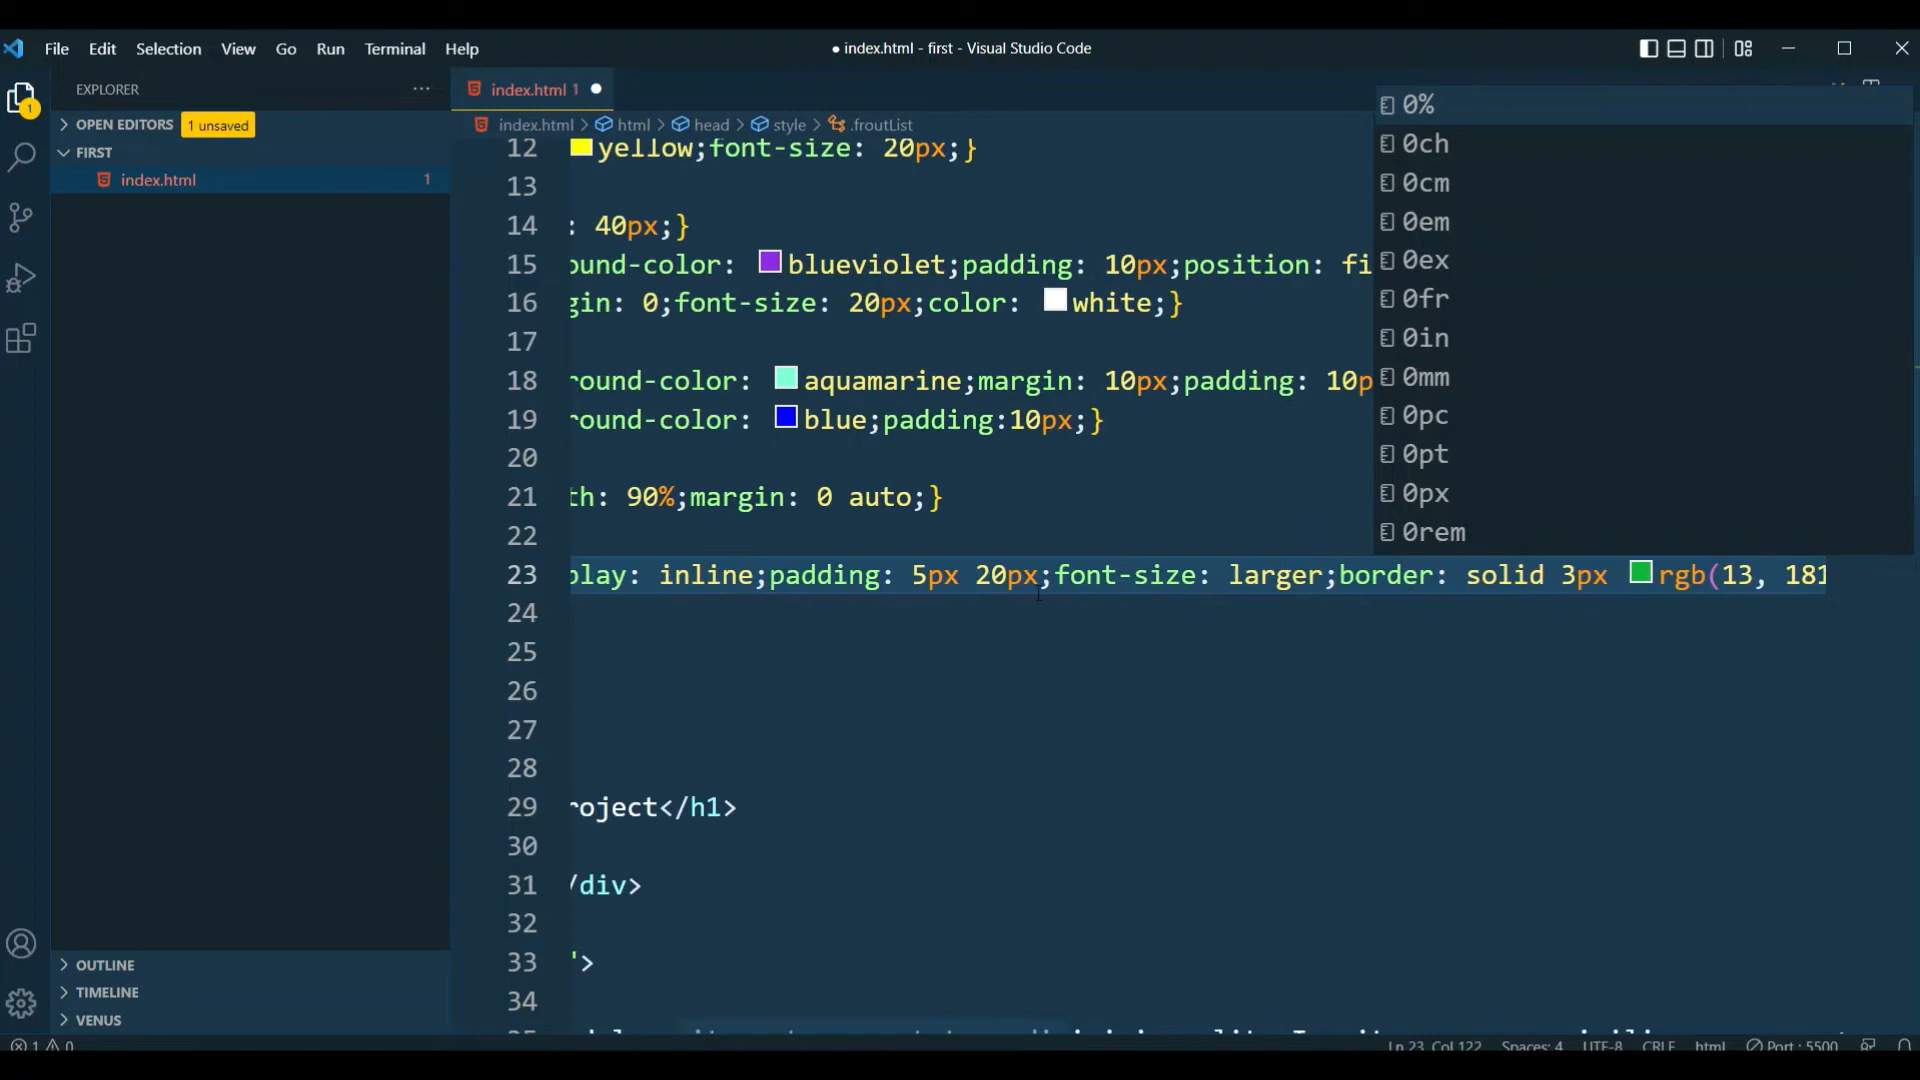 File Edit Selection View Go Run Terminal Help
● index.html - first - Visual Studio Code
EXPLORER ···
index.html 1
OPEN EDITORS 1 unsaved
index.html > html > head > style > .froutList
FIRST
index.html 1
1
12 yellow;font-size: 20px;}
13
14 : 40px;}
15 ound-color: blueviolet;padding: 10px;position: fi
16 gin: 0;font-size: 20px;color: white;}
17
18 round-color: aquamarine;margin: 10px;padding: 10p
19 round-color: blue;padding:10px;}
20
21 th: 90%;margin: 0 auto;}
22
23 play: inline;padding: 5px 20px;font-size: larger;border: solid 3px rgb(13, 181
24
25
26
27
28
29 roject</h1>
30
31 /div>
32
33 '>
34
0%
0ch
0cm
0em
0ex
0fr
0in
0mm
0pc
0pt
0px
0rem
OUTLINE
TIMELINE
VENUS
1 0
Ln 23, Col 122 Spaces: 4 UTF-8 CRLF html Port : 5500